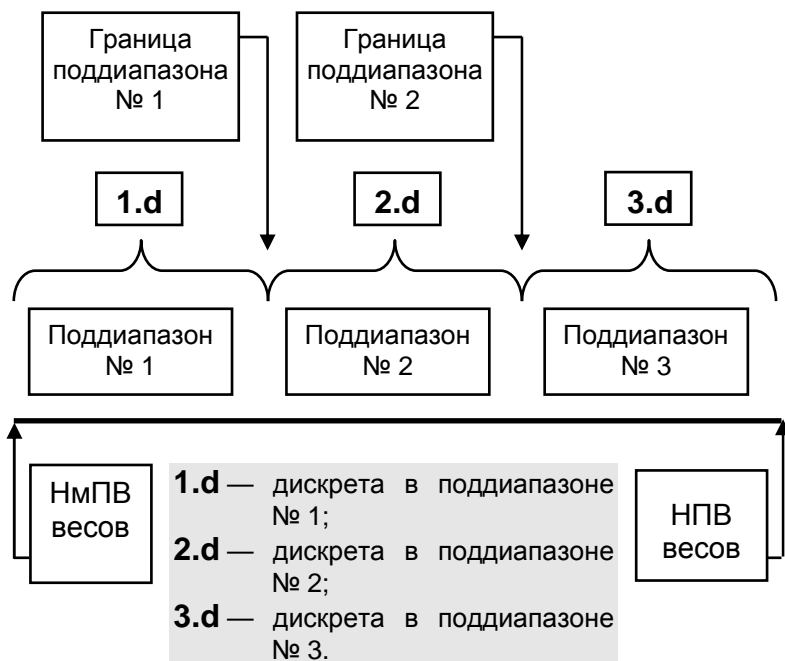 Граница
поддиапазона
№ 1
Граница
поддиапазона
№ 2
1.d
2.d
3.d
Поддиапазон
№ 1
Поддиапазон
№ 2
Поддиапазон
№ 3
НмПВ
весов
1.d — дискрета в поддиапазоне
№ 1;
2.d — дискрета в поддиапазоне
№ 2;
3.d — дискрета в поддиапазоне
№ 3.
НПВ
весов